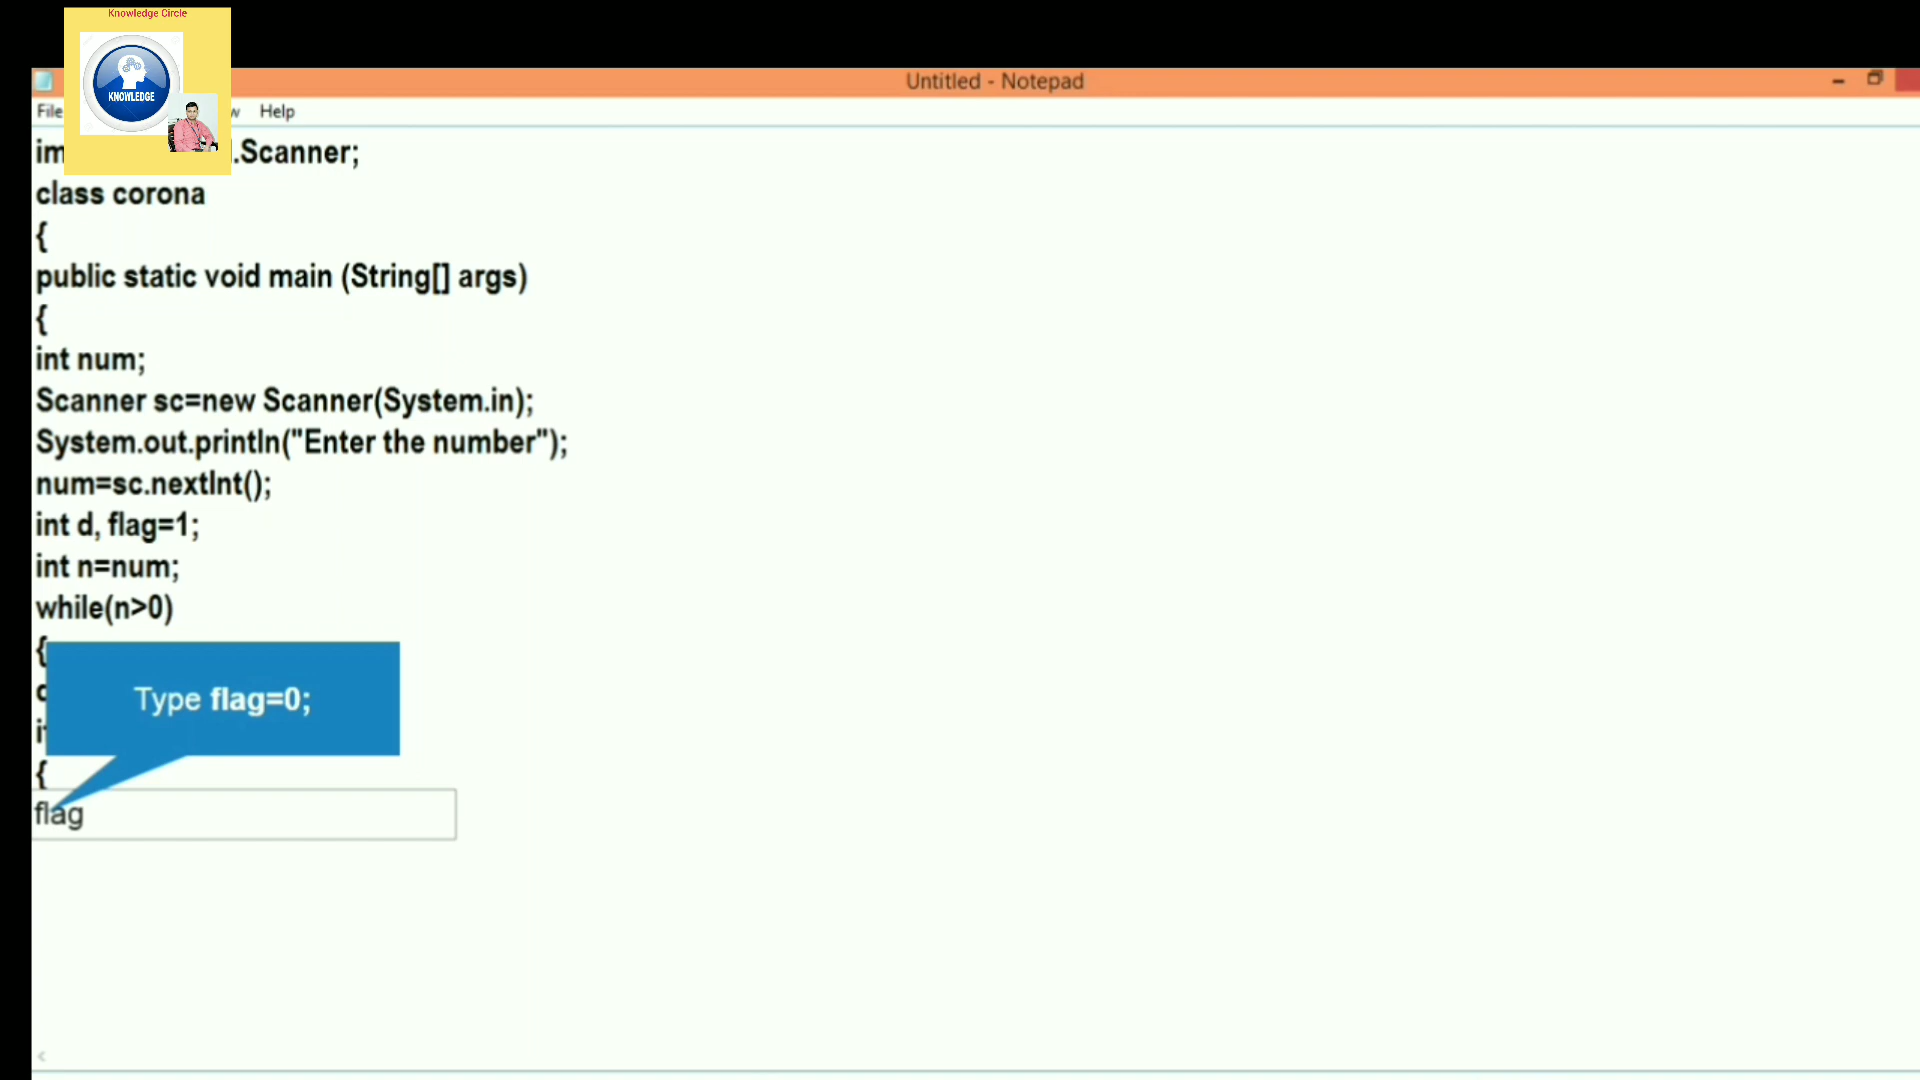 Knowledge Circle
KNOWLEDGE
Untitled - Notepad
File w Help
im .Scanner;
class corona
{
public static void main (String[] args)
{
int num;
Scanner sc=new Scanner(System.in);
System.out.println("Enter the number");
num=sc.nextInt();
int d, flag=1;
int n=num;
while(n>0)
{
Type flag=0;
{
flag